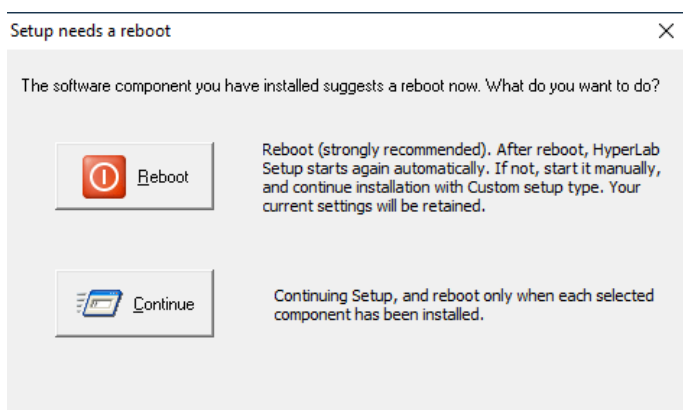 Setup needs a reboot
The software component you have installed suggests a reboot now. What do you want to do?
Reboot
Reboot (strongly recommended). After reboot, HyperLab
Setup starts again automatically. If not, start it manually,
and continue installation with Custom setup type. Your
current settings will be retained.
Continue
Continuing Setup, and reboot only when each selected
component has been installed.